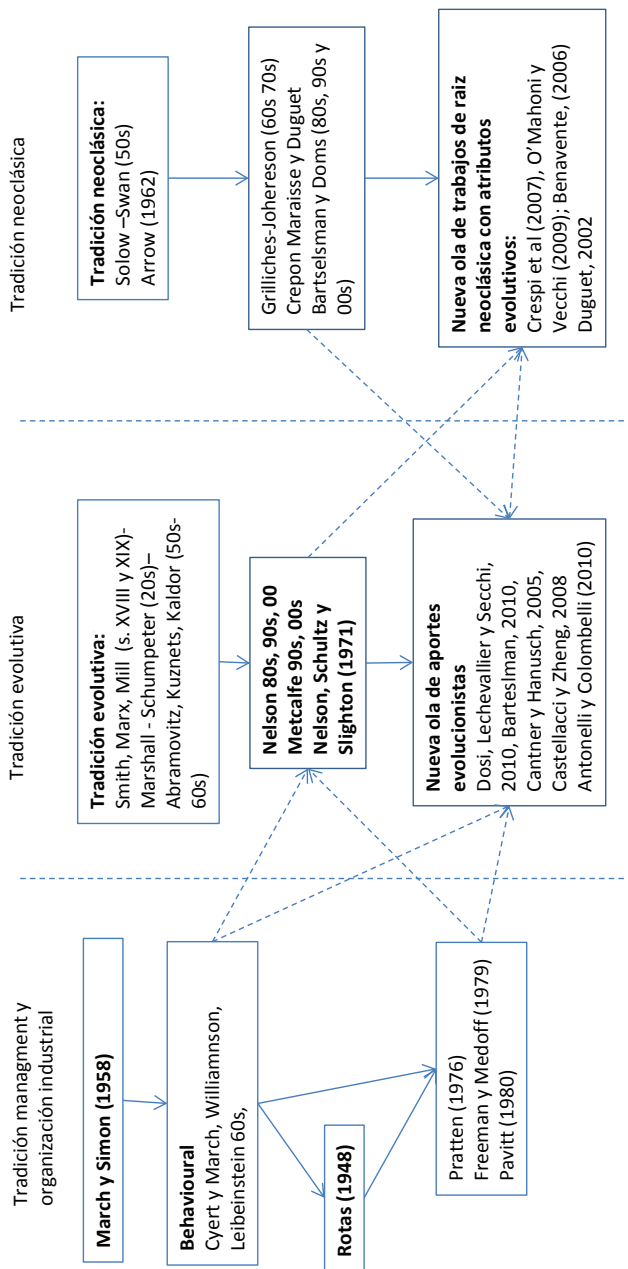 Tradición managment y
organización industrial
March y Simon (1958)
Behavioural
Cyert y March, Williamnson,
Leibeinstein 60s,
Rotas (1948)
Pratten (1976)
Freeman y Medoff (1979)
Pavitt (1980)
Tradición evolutiva
Tradición evolutiva:
Smith, Marx, Mill (s. XVIII y XIX)-
Marshall - Schumpeter (20s)–
Abramovitz, Kuznets, Kaldor (50s-
60s)
Nelson 80s, 90s, 00
Metcalfe 90s, 00s
Nelson, Schultz y
Slighton (1971)
Nueva ola de aportes
evolucionistas
Dosi, Lechevallier y Secchi,
2010, Barteslman, 2010,
Cantner y Hanusch, 2005,
Castellacci y Zheng, 2008
Antonelli y Colombelli (2010)
Tradición neoclásica
Tradición neoclásica:
Solow –Swan (50s)
Arrow (1962)
Grilliches-Johereson (60s 70s)
Crepon Maraisse y Duguet
Bartselsman y Doms (80s, 90s y
00s)
Nueva ola de trabajos de raiz
neoclásica con atributos
evolutivos:
Crespi et al (2007), O’Mahoni y
Vecchi (2009); Benavente, (2006)
Duguet, 2002